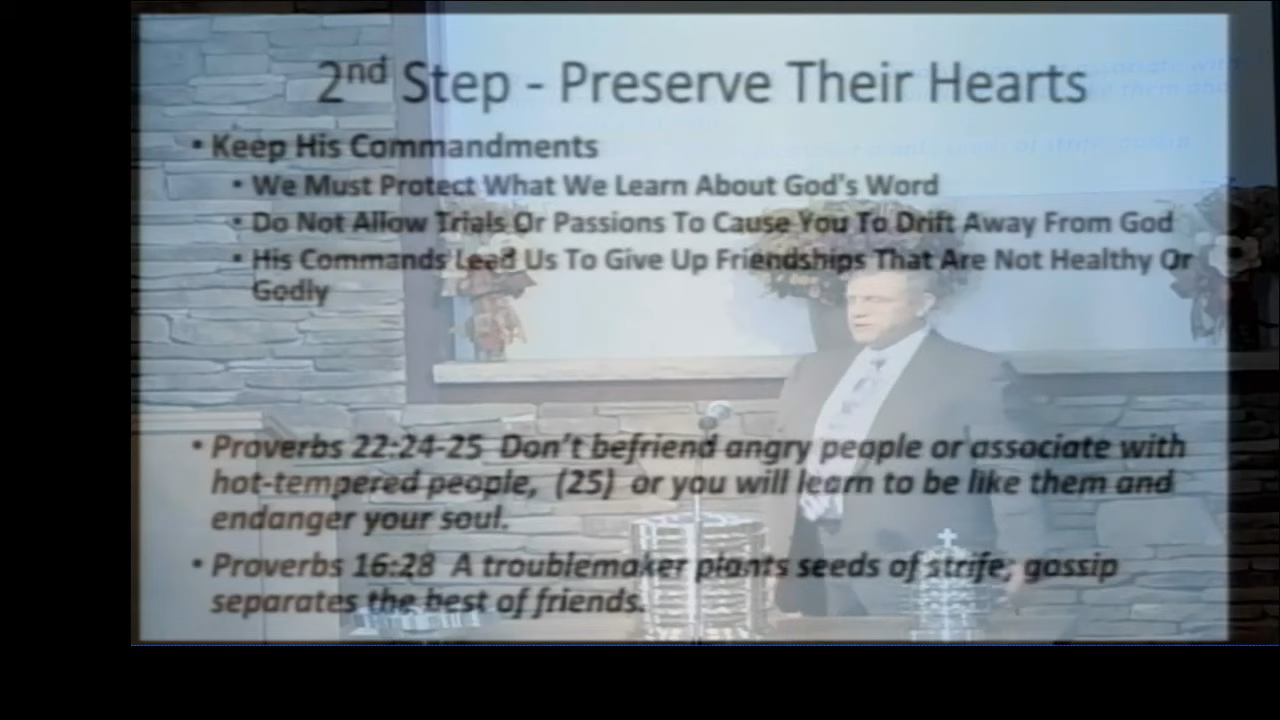 2nd Step - Preserve Their Hearts
• Keep His Commandments
• We Must Protect What We Learn About God's Word
• Do Not Allow Trials Or Passions To Cause You To Drift Away From God
• His Commands Lead Us To Give Up Friendships That Are Not Healthy Or
Godly
• Proverbs 22:24-25 Don't befriend angry people or associate with
hot-tempered people, (25) or you will learn to be like them and
endanger your soul.
• Proverbs 16:28 A troublemaker plants seeds of strife; gossip
separates the best of friends.